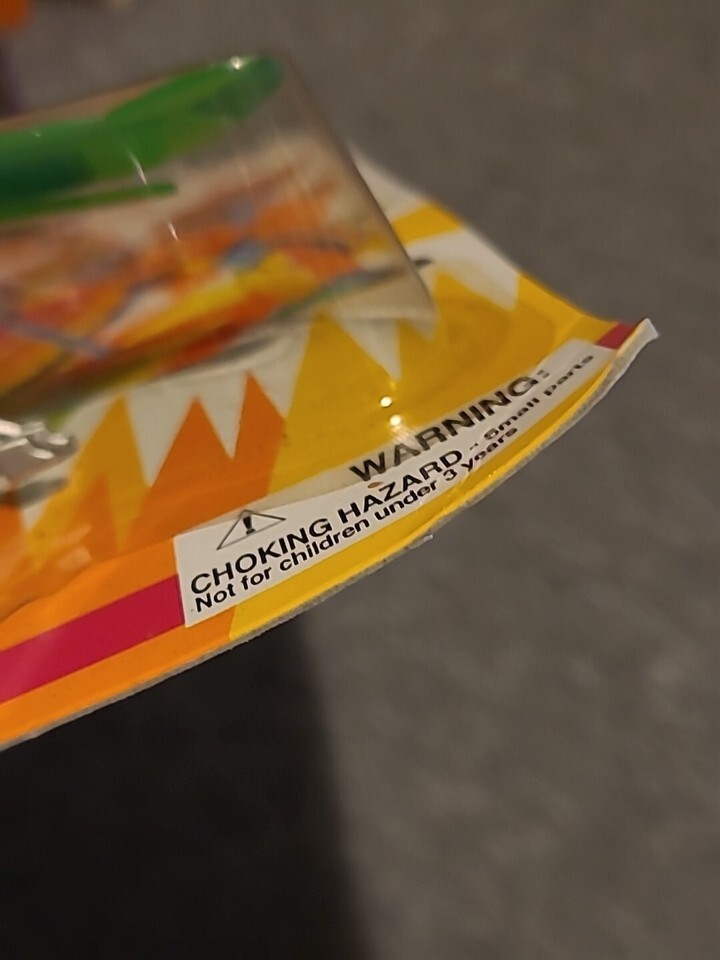 WARNING:
CHOKING HAZARD - Small parts
Not for children under 3 years